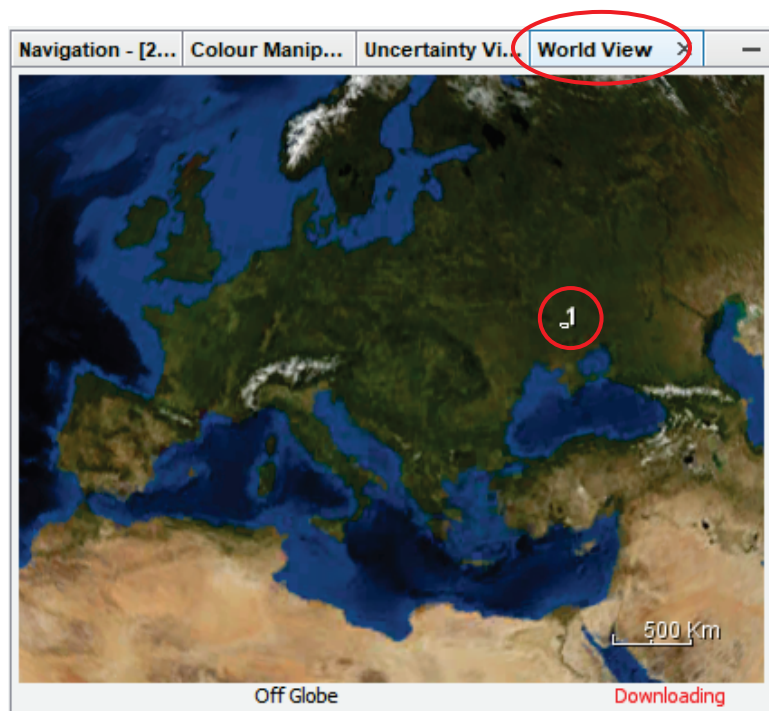 Navigation - [2... Colour Manip... Uncertainty Vi... World View
1
500 Km
Off Globe Downloading